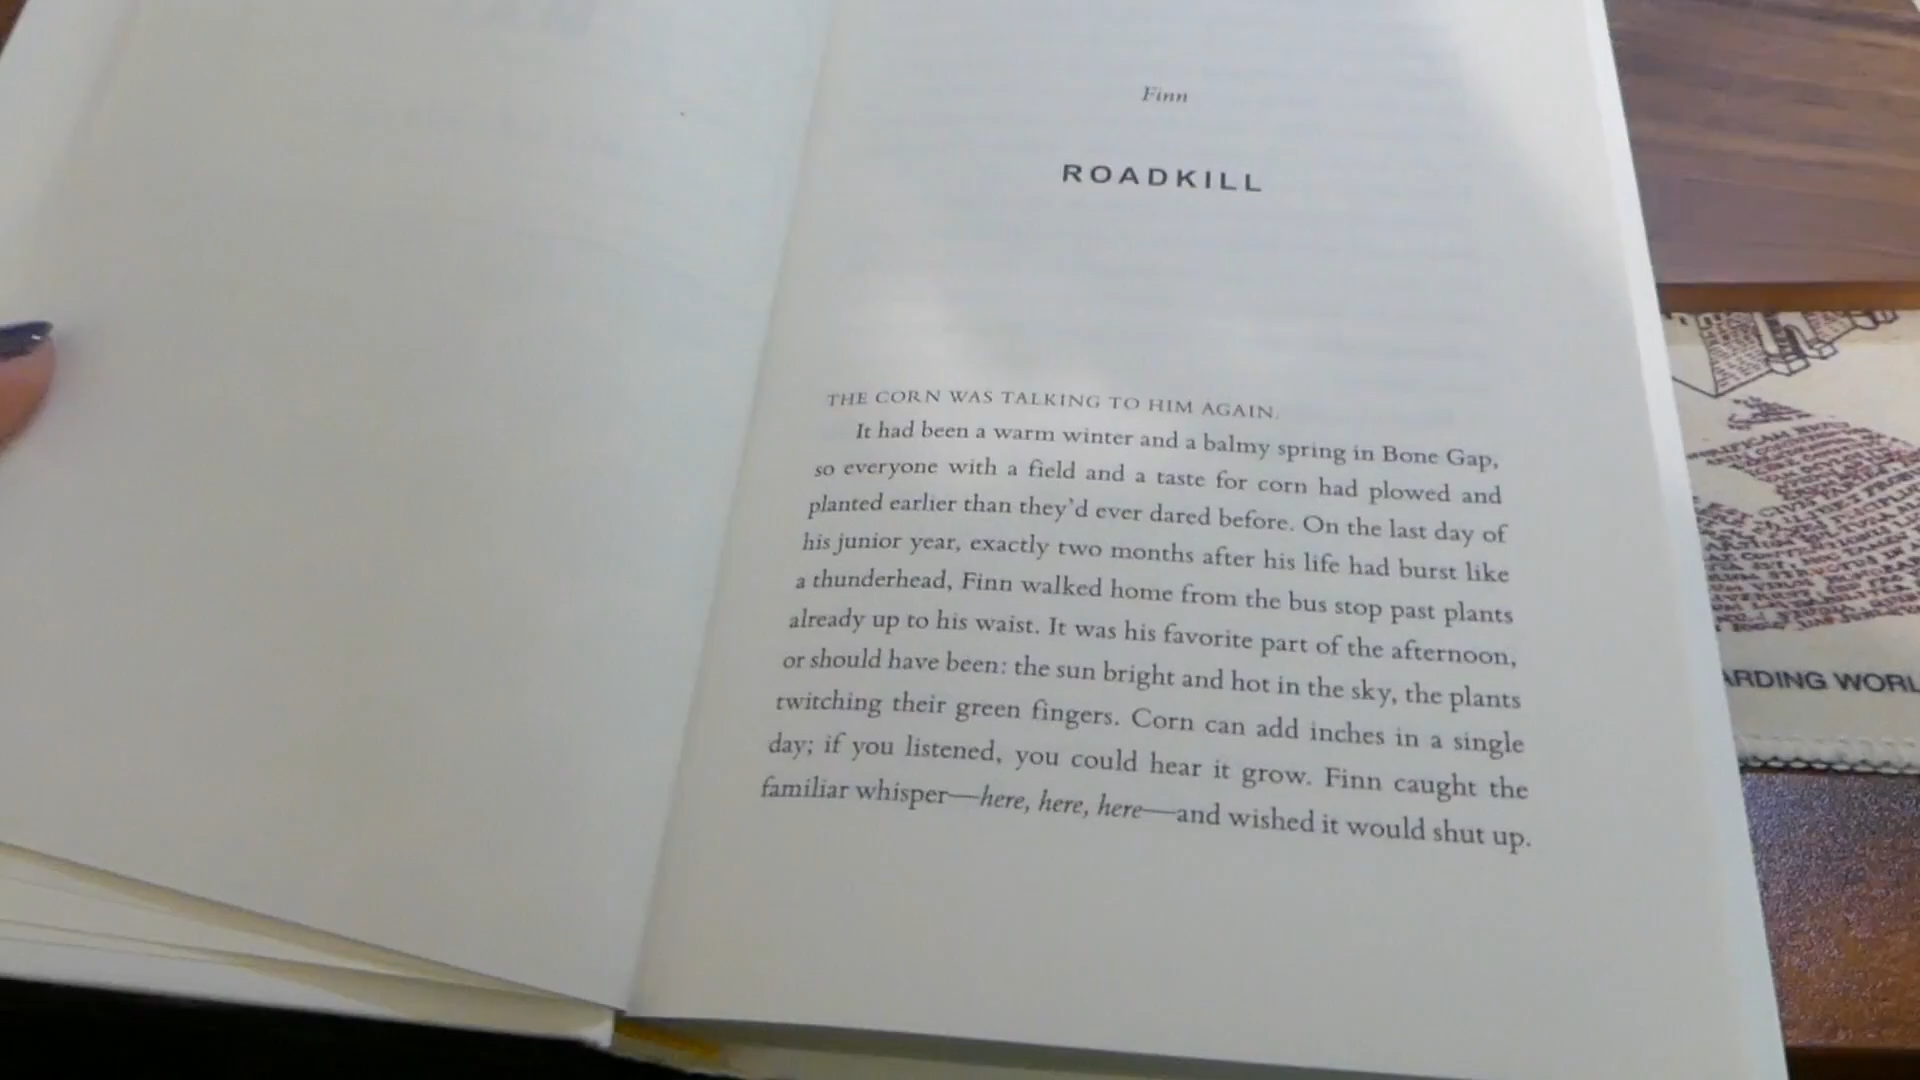 Finn
ROADKILL
THE CORN WAS TALKING TO HIM AGAIN.
It had been a warm winter and a balmy spring in Bone Gap,
so everyone with a field and a taste for corn had plowed and
planted earlier than they'd ever dared before. On the last day of
his junior year, exactly two months after his life had burst like
a thunderhead, Finn walked home from the bus stop past plants
already up to his waist. It was his favorite part of the afternoon,
or should have been: the sun bright and hot in the sky, the plants
twitching their green fingers. Corn can add inches in a single
day; if you listened, you could hear it grow. Finn caught the
familiar whisper—here, here, here—and wished it would shut up.
ARDING WORL